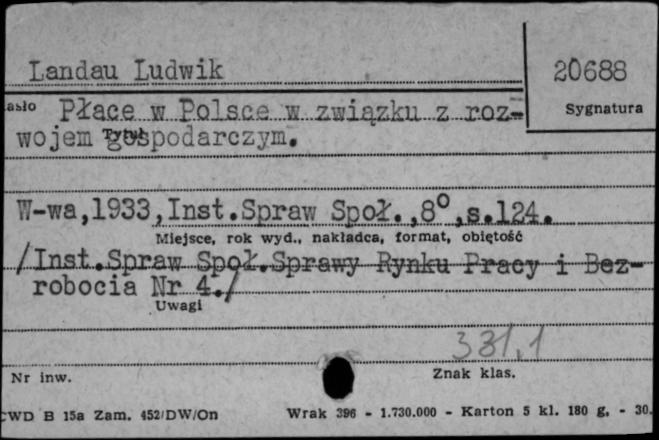 Landau Ludwik
20688
Sygnatura
asło Płace w Polsce w związku z roz-
wojem gospodarczym.
Tytuł
W-wa,1933,Inst.Spraw Społ.,8°,s.124.
Miejsce, rok wyd., nakładca, format, objętość
/Inst.Spraw Społ.Sprawy Rynku Pracy i Bez-
robocia Nr 4./
Uwagi
331,1
Nr inw.
Znak klas.
CWD B 15a Zam. 452/DW/On Wrak 396 - 1.730.000 - Karton 5 kl. 180 g. - 30.